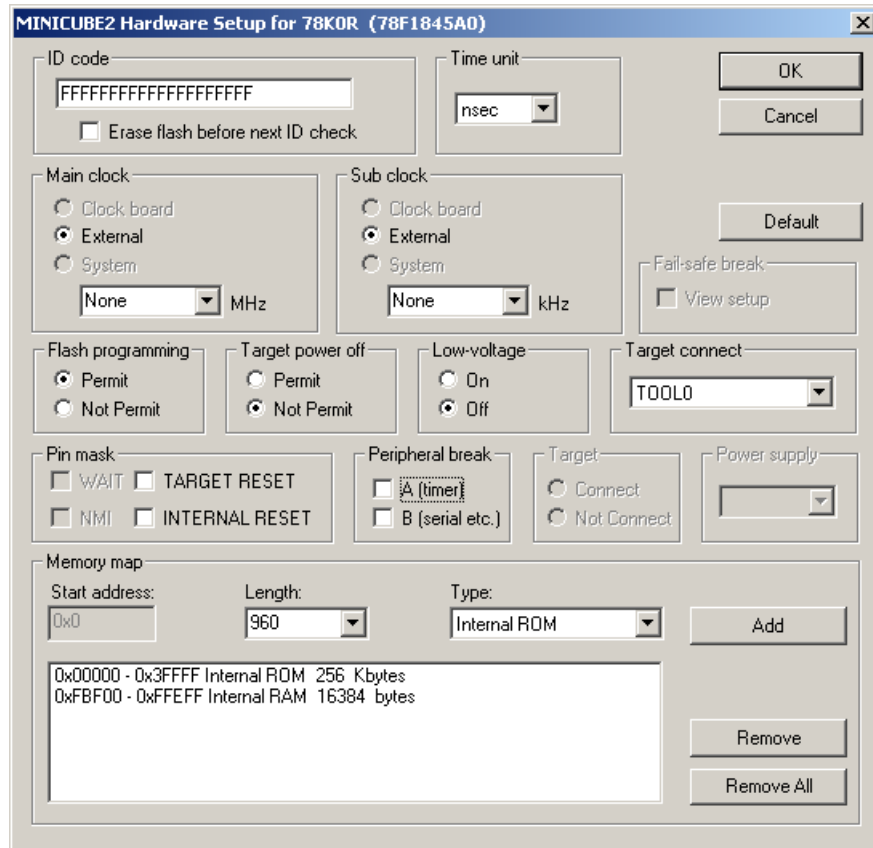 MINICUBE2 Hardware Setup for 78K0R (78F1845A0)
ID code
FFFFFFFFFFFFFFFFFFFF
Erase flash before next ID check
Time unit
nsec
OK
Cancel
Main clock
Clock board
External
System
None MHz
Sub clock
Clock board
External
System
None kHz
Default
Fail-safe break
View setup
Flash programming
Permit
Not Permit
Target power off
Permit
Not Permit
Low-voltage
On
Off
Target connect
TOOL0
Pin mask
WAIT TARGET RESET
NMI INTERNAL RESET
Peripheral break
A (timer)
B (serial etc.)
Target
Connect
Not Connect
Power supply
Memory map
Start address: Length: Type:
0x0 960 Internal ROM Add
0x00000 - 0x3FFFF Internal ROM 256 Kbytes
0xFBF00 - 0xFFEFF Internal RAM 16384 bytes
Remove
Remove All